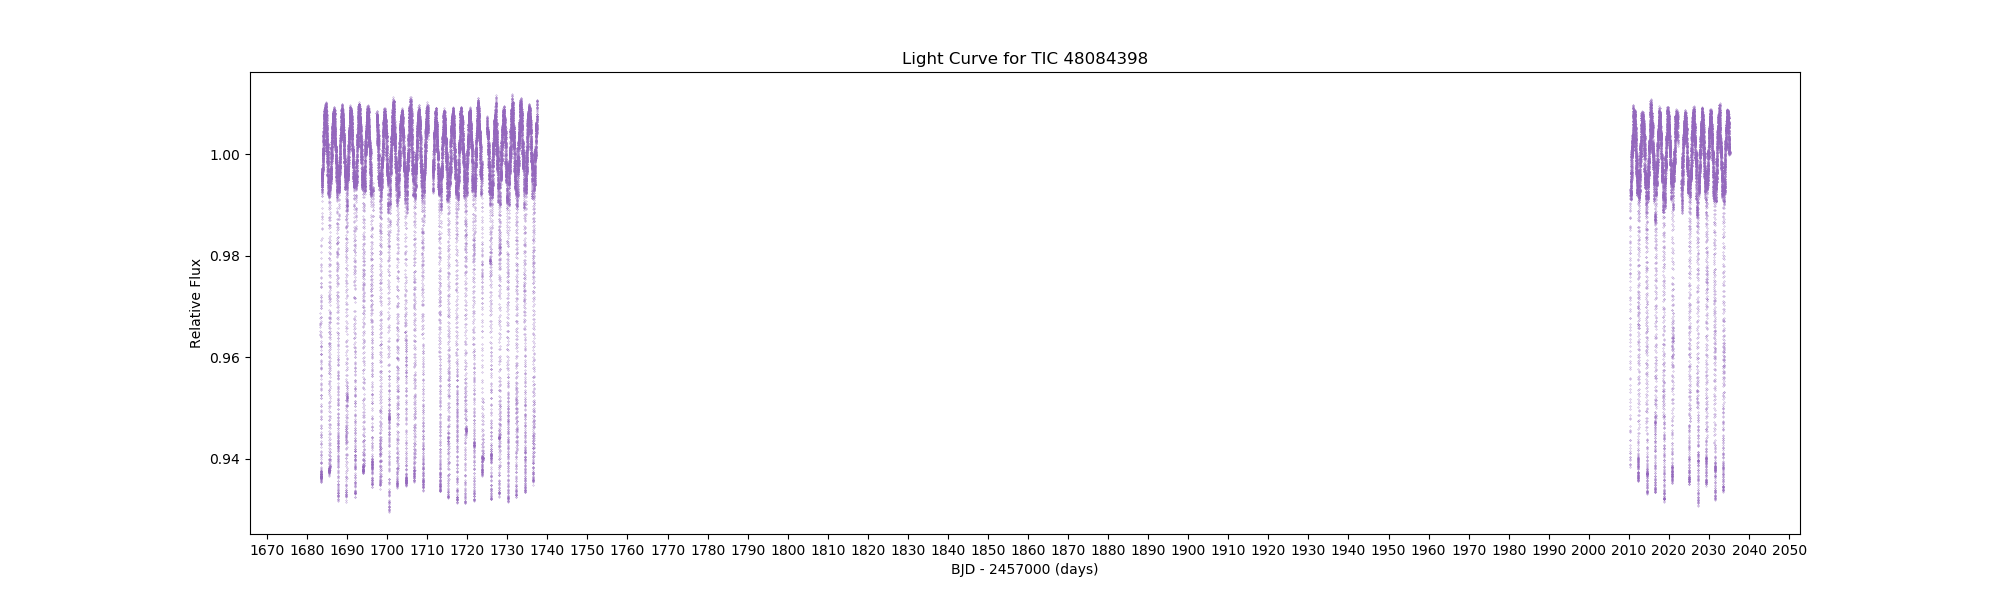 Light Curve for TIC 48084398
Relative Flux
1.00
0.98
0.96
0.94
1670 1680 1690 1700 1710 1720 1730 1740 1750 1760 1770 1780 1790 1800 1810 1820 1830 1840 1850 1860 1870 1880 1890 1900 1910 1920 1930 1940 1950 1960 1970 1980 1990 2000 2010 2020 2030 2040 2050
BJD - 2457000 (days)